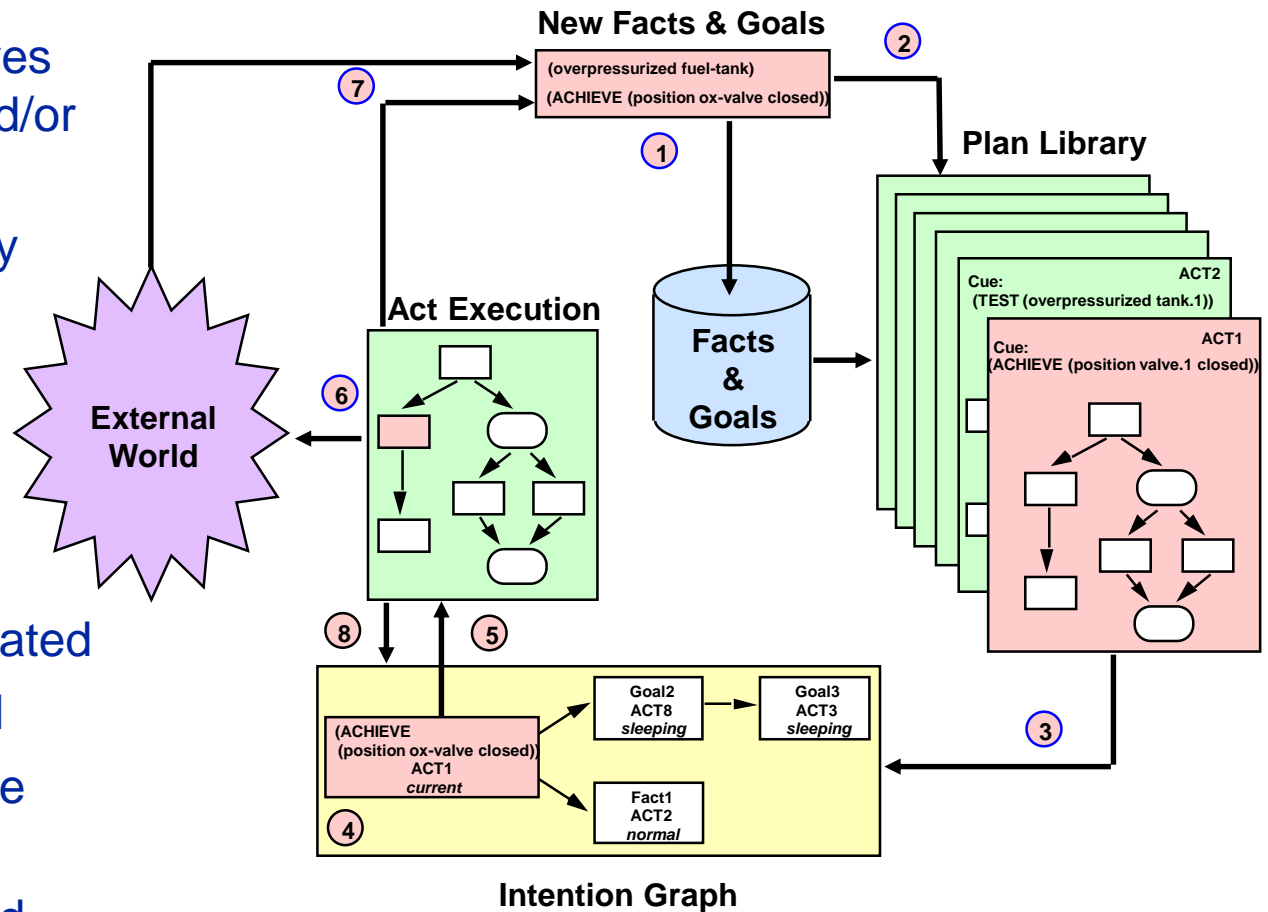 ves
d/or
y
ated
e
New Facts & Goals
(overpressurized fuel-tank)
(ACHIEVE (position ox-valve closed))
2
7
1
Plan Library
ACT2
Cue:
(TEST (overpressurized tank.1))
ACT1
Cue:
(ACHIEVE (position valve.1 closed))
Facts
&
Goals
Act Execution
6
External
World
8
5
3
(ACHIEVE
(position ox-valve closed))
ACT1
current
4
Goal2
ACT8
sleeping
Goal3
ACT3
sleeping
Fact1
ACT2
normal
Intention Graph